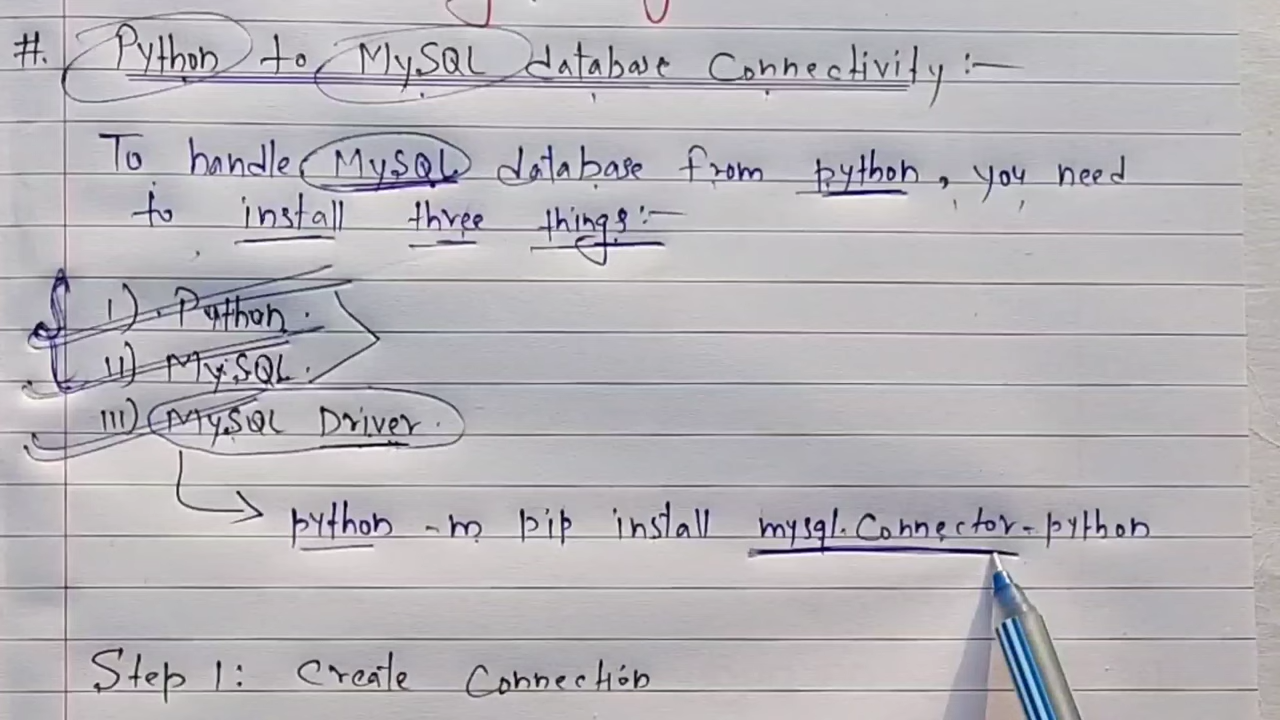 #. Python to MySQL database Connectivity :-
To handle MySQL database from python, you need
to install three things:-
i) Python.
ii) MySQL.
iii) MySQL Driver.
python -m pip install mysql.Connector-python
Step 1: Create Connection